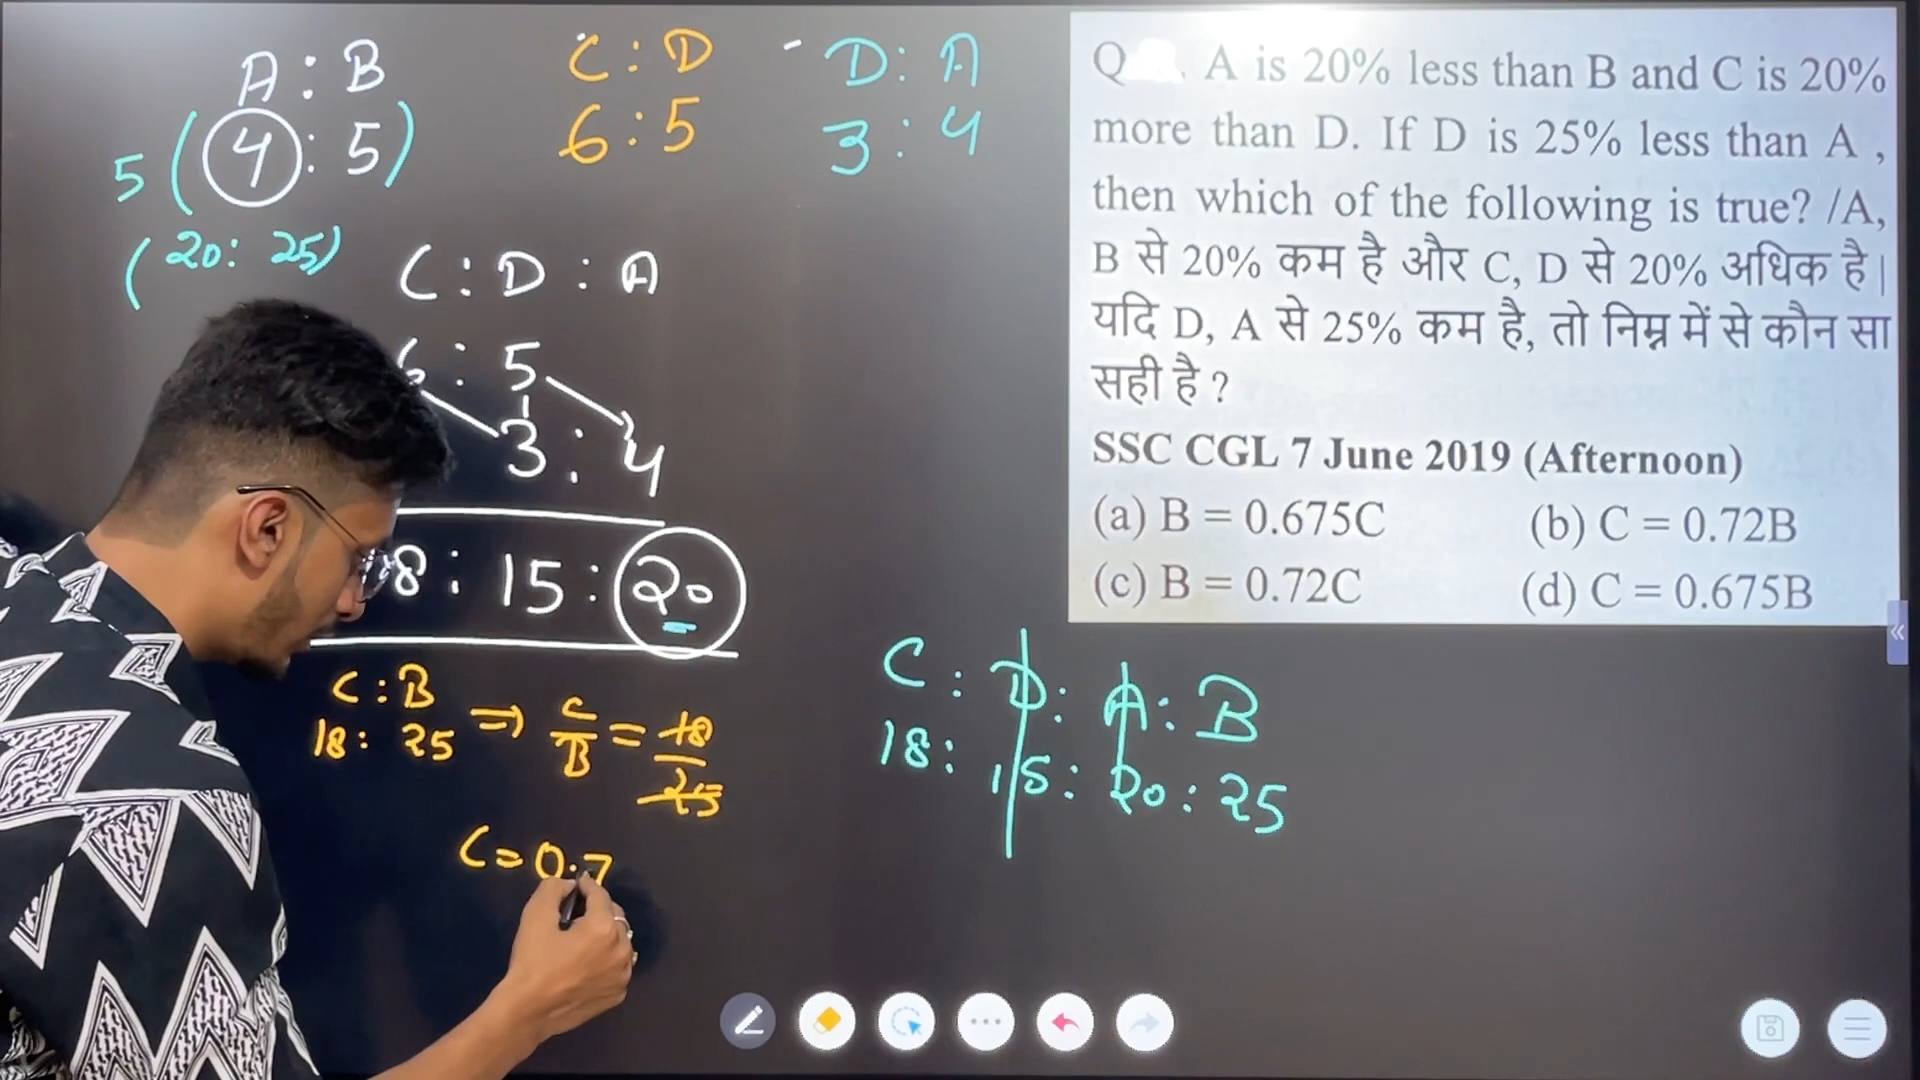 A : B
5 ( 4 : 5 )
( 20 : 25 )
C : D
6 : 5
D : A
3 : 4
C : D : A
6 : 5
3 : 4
8 : 15 : 20
C : B
18 : 25 ⇒ C/B = 18/25
C = 0.7
C : D : A : B
18 : 15 : 20 : 25
Q . A is 20% less than B and C is 20%
more than D. If D is 25% less than A ,
then which of the following is true? /A,
B से 20% कम है और C, D से 20% अधिक है|
यदि D, A से 25% कम है, तो निम्न में से कौन सा
सही है ?
SSC CGL 7 June 2019 (Afternoon)
(a) B = 0.675C (b) C = 0.72B
(c) B = 0.72C (d) C = 0.675B